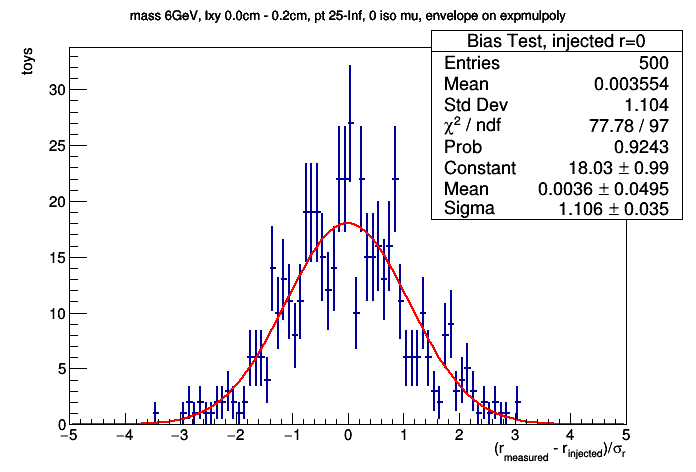 mass 6GeV, lxy 0.0cm - 0.2cm, pt 25-Inf, 0 iso mu, envelope on expmulpoly
Bias Test, injected r=0
Entries 500
Mean 0.003554
Std Dev 1.104
χ² / ndf 77.78 / 97
Prob 0.9243
Constant 18.03 ± 0.99
Mean 0.0036 ± 0.0495
Sigma 1.106 ± 0.035
toys
30
25
20
15
10
5
0
−5 −4 −3 −2 −1 0 1 2 3 4 5
(r_measured - r_injected)/σ_r